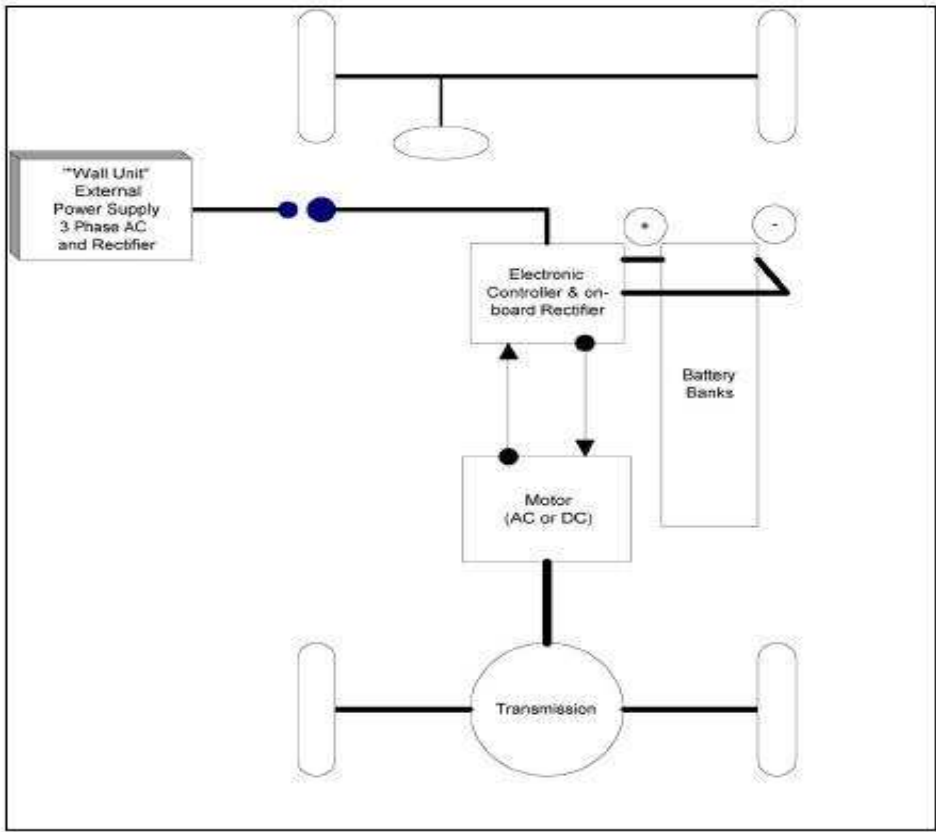 ""Wall Unit"
External
Power Supply
3 Phase AC
and Rectifier
+
-
Electronic
Controller & on-
board Rectifier
Battery
Banks
Motor
(AC or DC)
Transmission